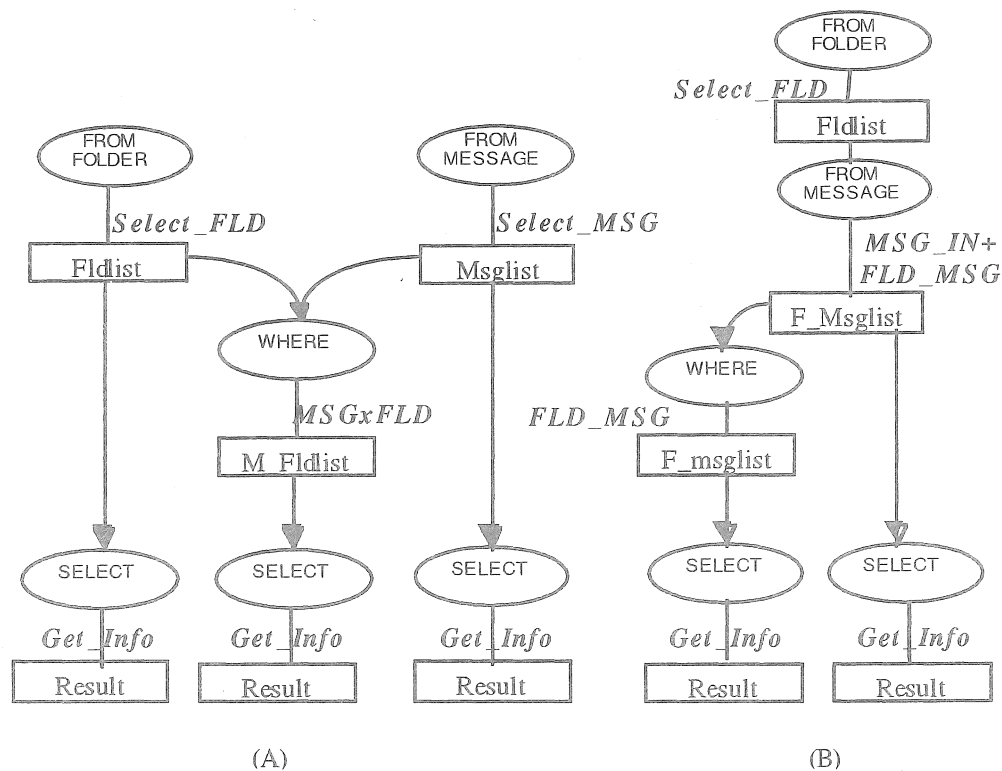 FROM
FOLDER
Select_FLD
Fldlist
FROM
MESSAGE
Select_MSG
Msglist
WHERE
MSGxFLD
M_Fldlist
SELECT
SELECT
SELECT
Get_Info
Get_Info
Get_Info
Result
Result
Result
(A)
FROM
FOLDER
Select_FLD
Fldlist
FROM
MESSAGE
MSG_IN+
FLD_MSG
F_Msglist
WHERE
FLD_MSG
F_msglist
SELECT
SELECT
Get_Info
Get_Info
Result
Result
(B)